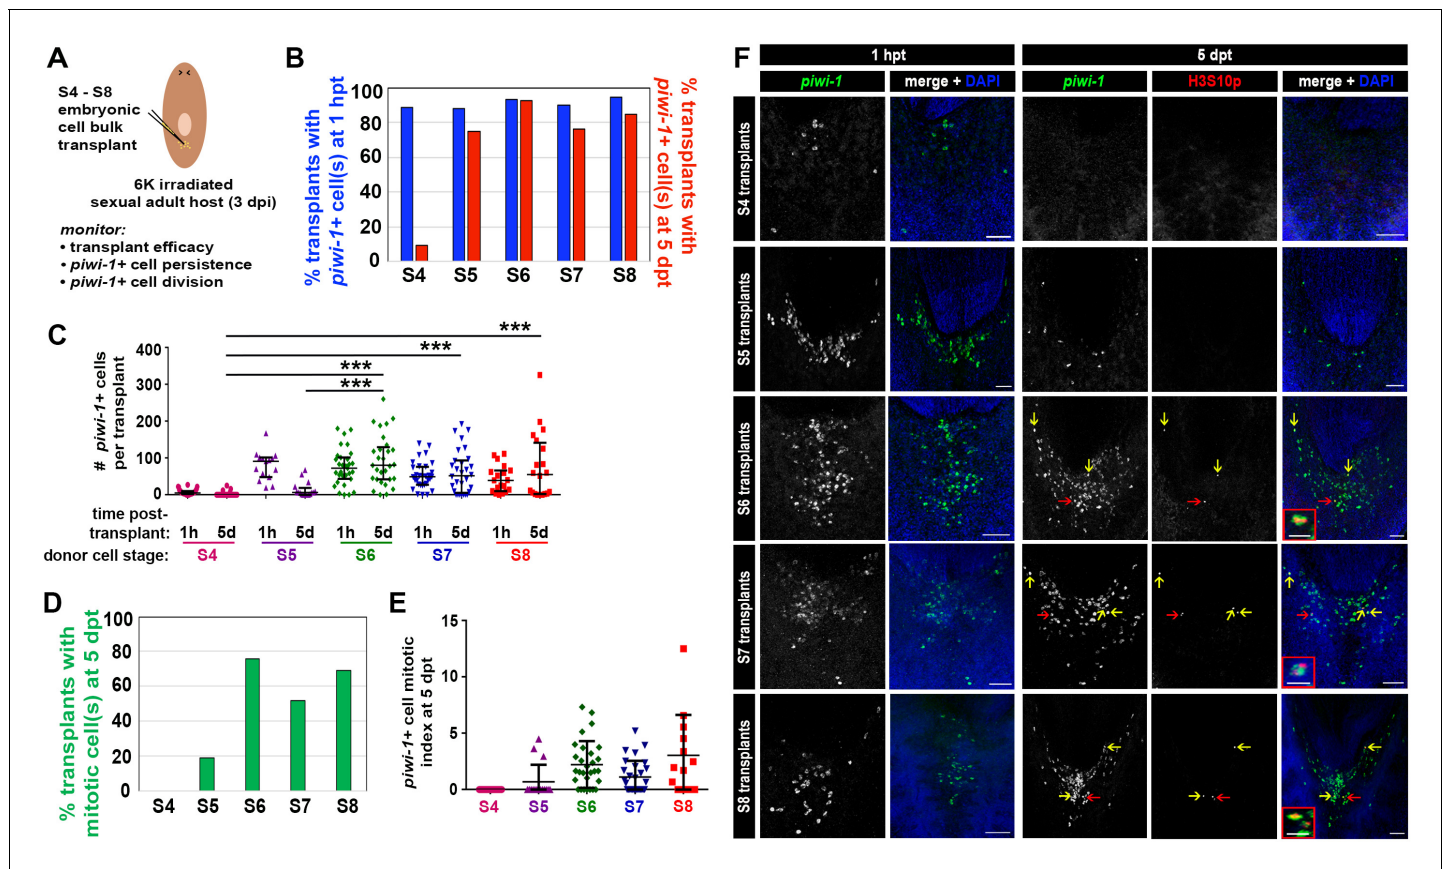 A
S4 - S8
embryonic
cell bulk
transplant
6K irradiated
sexual adult host (3 dpi)
monitor:
• transplant efficacy
• piwi-1+ cell persistence
• piwi-1+ cell division
B
% transplants with
piwi-1+ cell(s) at 1 hpt
100
80
60
40
20
0
S4 S5 S6 S7 S8
% transplants with
piwi-1+ cell(s) at 5 dpt
C
# piwi-1+ cells
per transplant
400
300
200
100
0
***
***
***
***
time post-
transplant:
1h 5d 1h 5d 1h 5d 1h 5d 1h 5d
donor cell stage: S4 S5 S6 S7 S8
D
% transplants with
mitotic cell(s) at 5 dpt
100
80
60
40
20
0
S4 S5 S6 S7 S8
E
piwi-1+ cell mitotic
index at 5 dpt
15
10
5
0
S4 S5 S6 S7 S8
F
1 hpt 5 dpt
piwi-1 merge + DAPI piwi-1 H3S10p merge + DAPI
S4 transplants
S5 transplants
S6 transplants
S7 transplants
S8 transplants